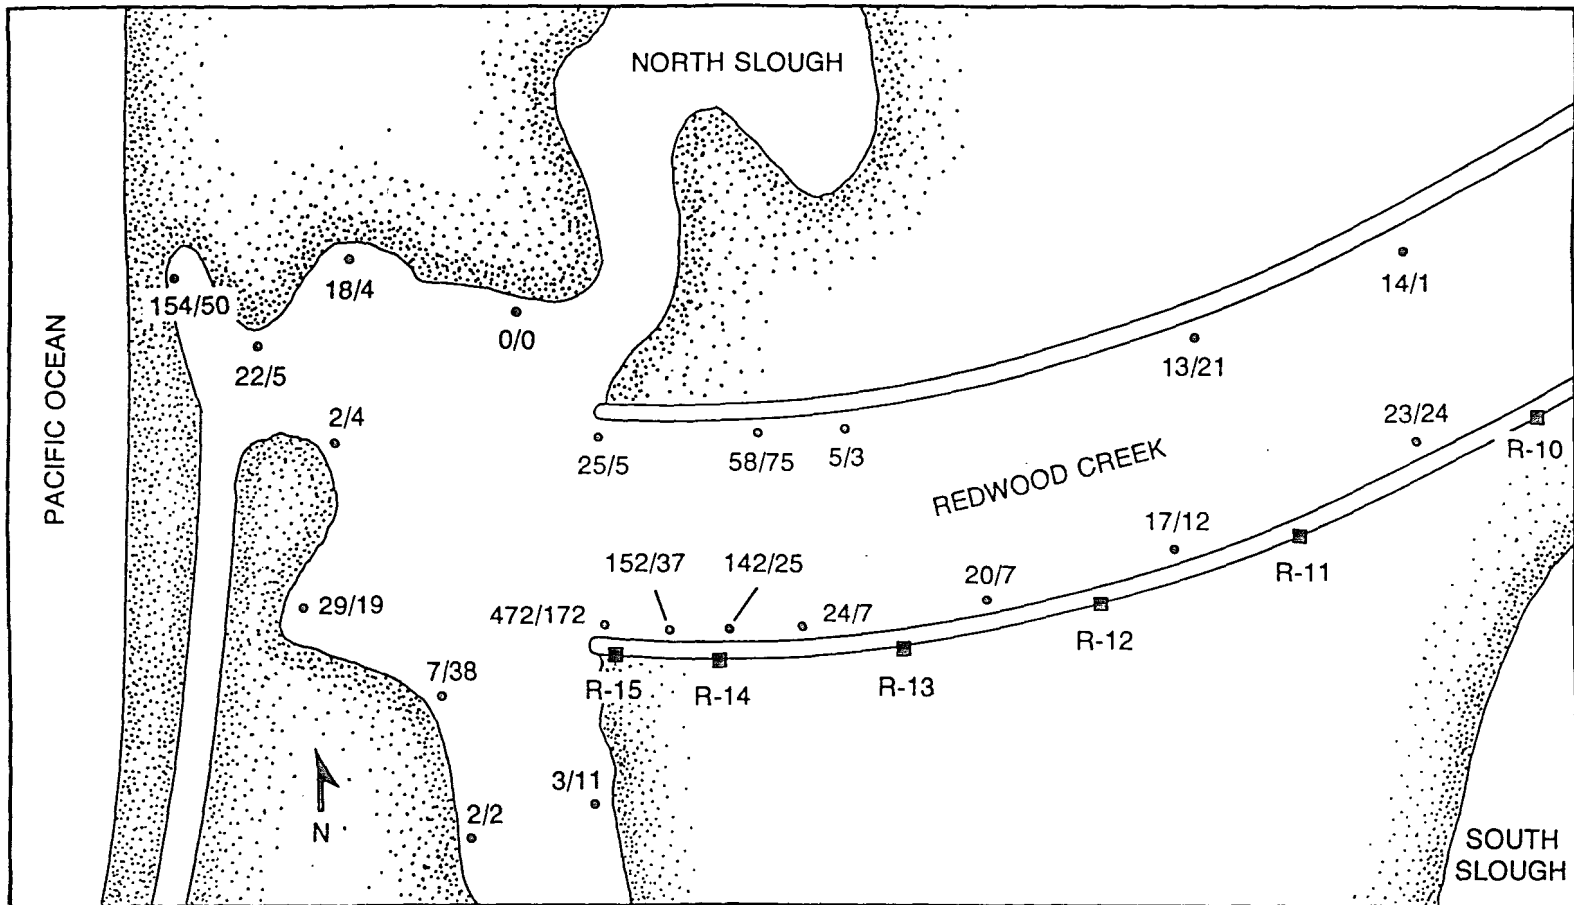 NORTH SLOUGH
PACIFIC OCEAN
154/50
18/4
22/5
0/0
2/4
14/1
13/21
23/24
R-10
25/5
58/75
5/3
REDWOOD CREEK
17/12
R-11
29/19
472/172
152/37
142/25
24/7
20/7
R-12
7/38
R-15
R-14
R-13
3/11
2/2
N
SOUTH
SLOUGH